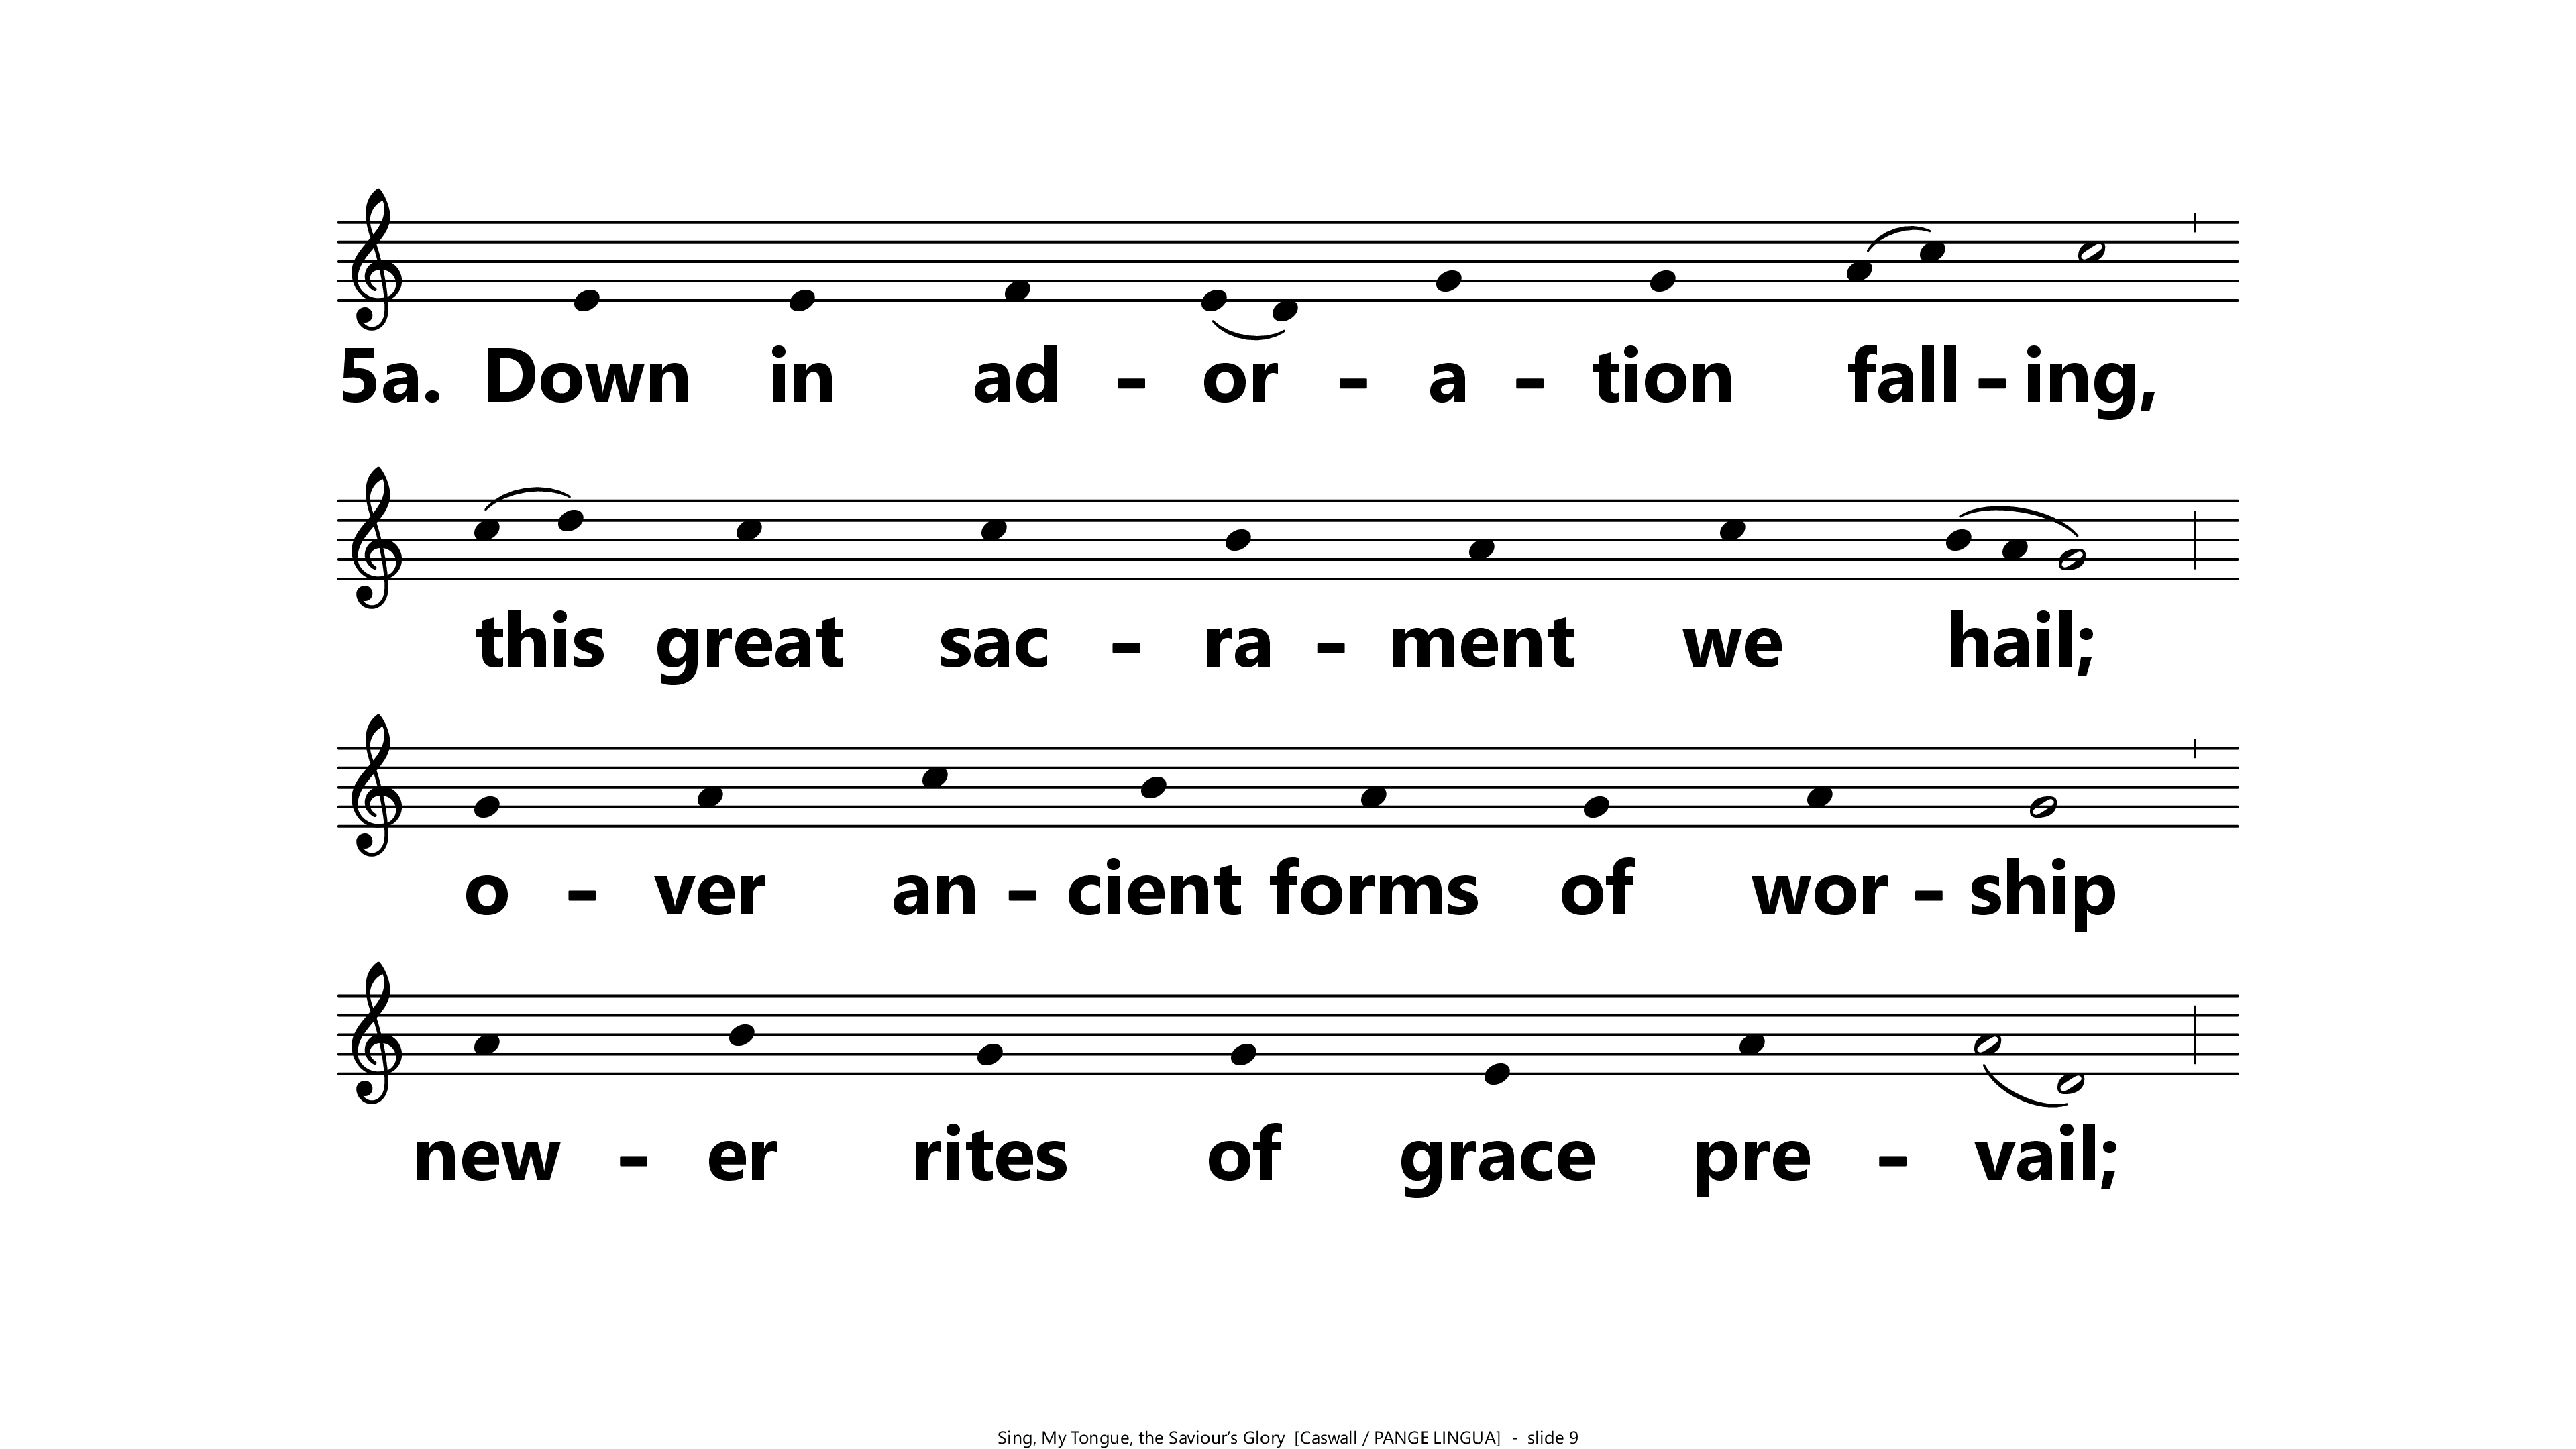 5a. Down in ad - or - a - tion fall - ing,
this great sac - ra - ment we hail;
o - ver an - cient forms of wor - ship
new - er rites of grace pre - vail;
Sing, My Tongue, the Saviour’s Glory [Caswall / PANGE LINGUA] - slide 9